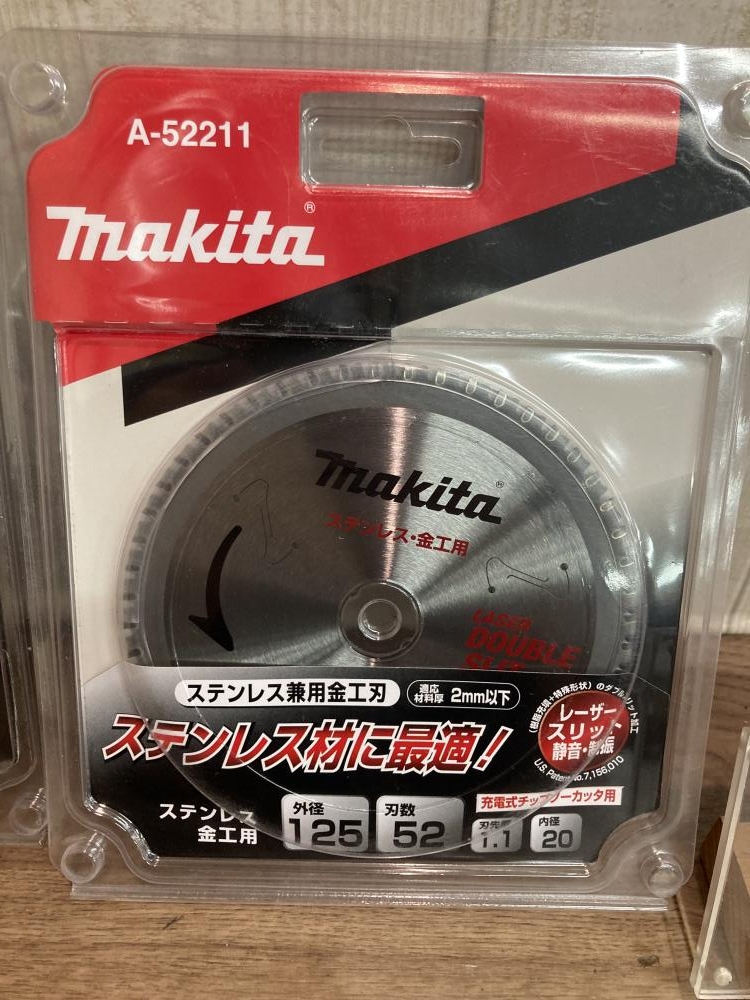 A-52211
makita®
makita®
ステンレス・金工用
LASER
DOUBLE
ステンレス兼用金工刃
適応
材料厚
2mm以下
ステンレス材に最適!
(樹脂充填+特殊形状)のダブルスリット加工
レーザー
スリット
静音・制振
U.S. Patent No.7,156,010
充電式チップソーカッタ用
ステンレス
金工用
外径
125
刃数
52
刃先厚
1.1
内径
20